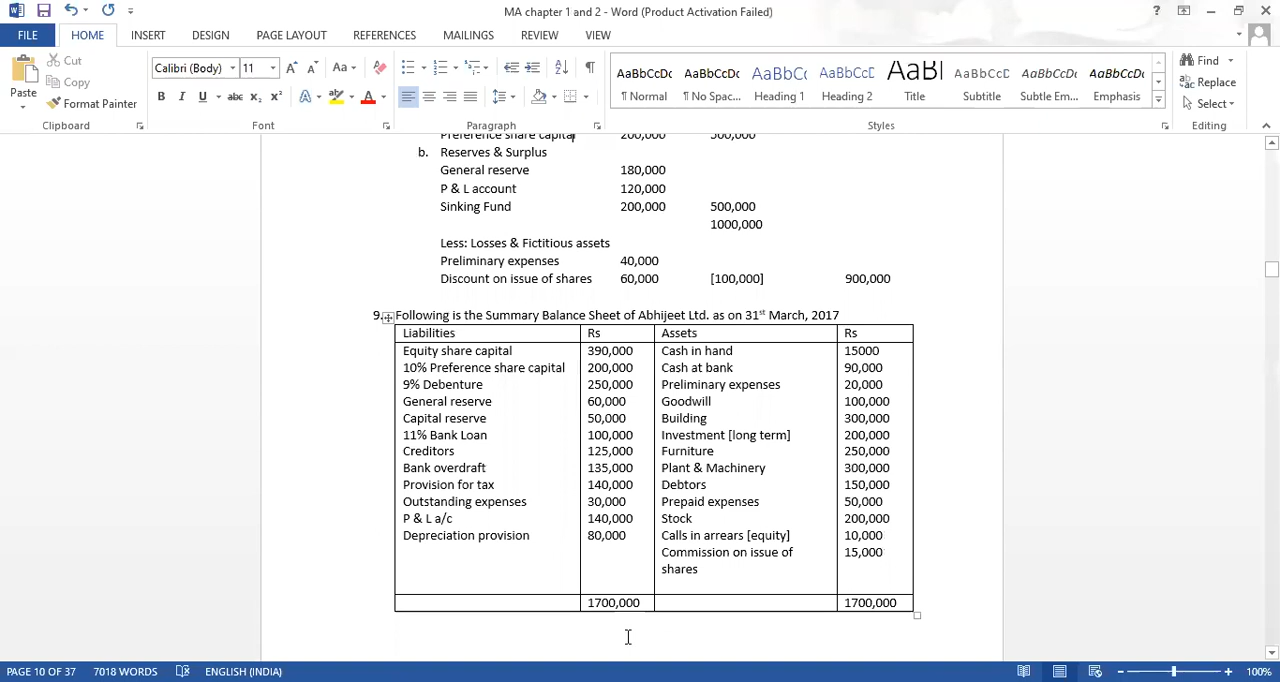 MA chapter 1 and 2 - Word (Product Activation Failed)
FILE HOME INSERT DESIGN PAGE LAYOUT REFERENCES MAILINGS REVIEW VIEW
Paste
Cut
Copy
Format Painter
Clipboard
Calibri (Body) 11
Font
Paragraph
AaBbCcDc AaBbCcDc AaBbCc AaBbCcC AaBl AaBbCcD AaBbCcDc AaBbCcDc
¶ Normal ¶ No Spac... Heading 1 Heading 2 Title Subtitle Subtle Em... Emphasis
Styles
Find
Replace
Select
Editing
Preference share capital 200,000 500,000
b. Reserves & Surplus
General reserve 180,000
P & L account 120,000
Sinking Fund 200,000 500,000
1000,000
Less: Losses & Fictitious assets
Preliminary expenses 40,000
Discount on issue of shares 60,000 [100,000] 900,000
9. Following is the Summary Balance Sheet of Abhijeet Ltd. as on 31st March, 2017
Liabilities Rs Assets Rs
Equity share capital 390,000 Cash in hand 15000
10% Preference share capital 200,000 Cash at bank 90,000
9% Debenture 250,000 Preliminary expenses 20,000
General reserve 60,000 Goodwill 100,000
Capital reserve 50,000 Building 300,000
11% Bank Loan 100,000 Investment [long term] 200,000
Creditors 125,000 Furniture 250,000
Bank overdraft 135,000 Plant & Machinery 300,000
Provision for tax 140,000 Debtors 150,000
Outstanding expenses 30,000 Prepaid expenses 50,000
P & L a/c 140,000 Stock 200,000
Depreciation provision 80,000 Calls in arrears [equity] 10,000
Commission on issue of 15,000
shares
1700,000 1700,000
PAGE 10 OF 37 7018 WORDS ENGLISH (INDIA) 100%